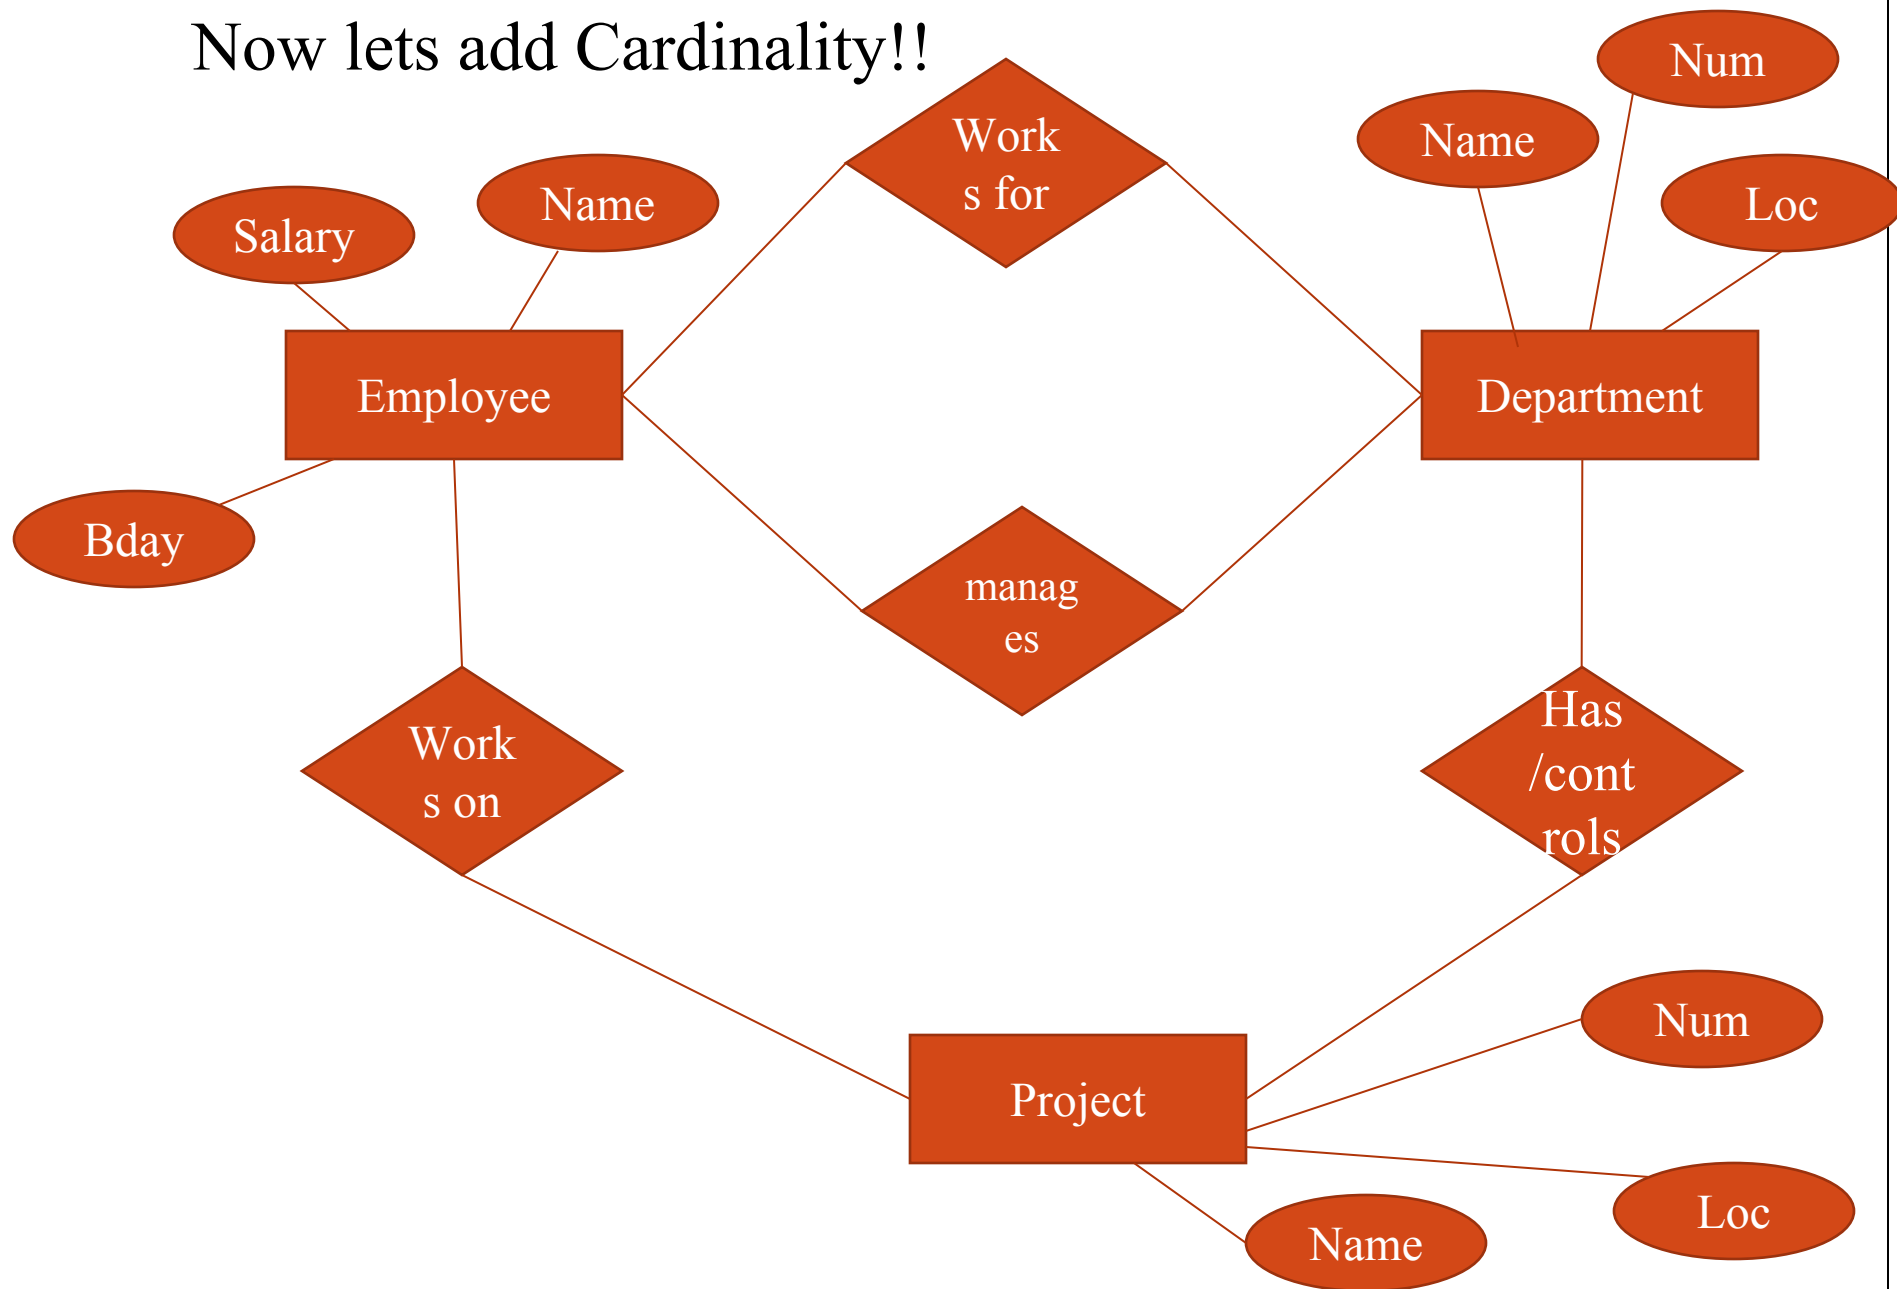 Now lets add Cardinality!!
Num
Name
Loc
Work
s for
Salary
Name
Employee
Department
Bday
manag
es
Work
s on
Has
/cont
rols
Num
Project
Loc
Name